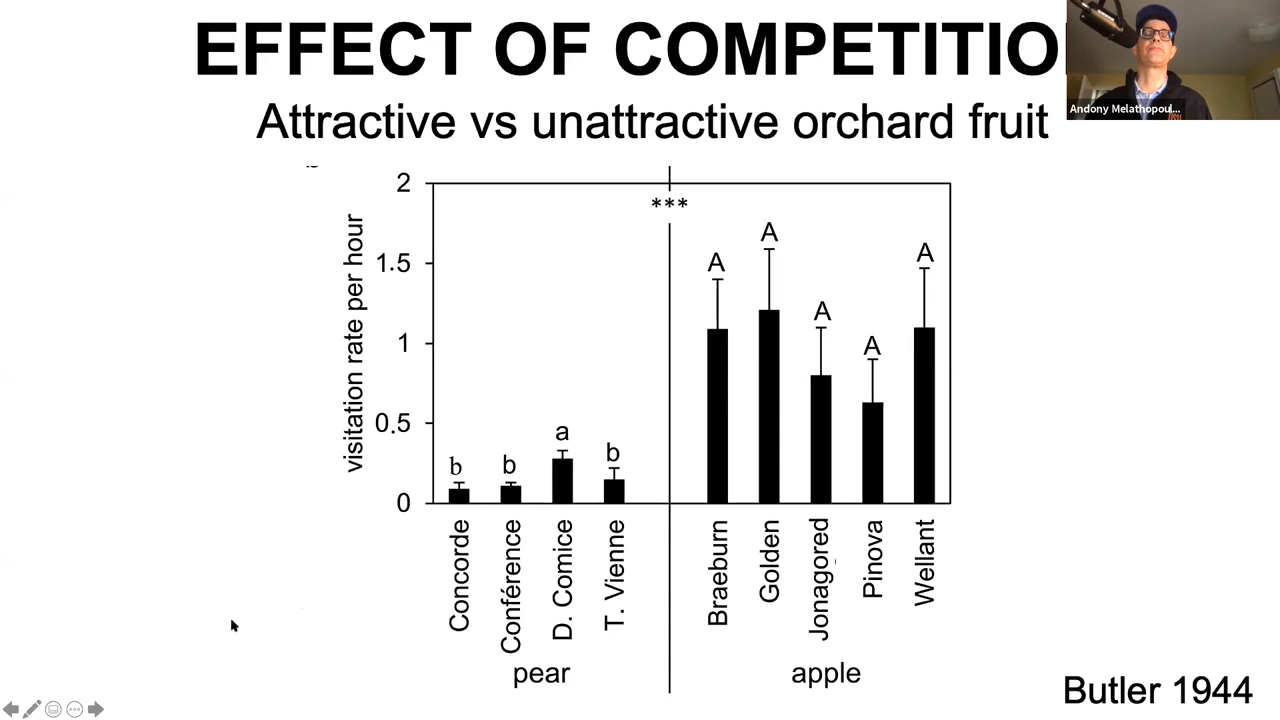 EFFECT OF COMPETITIO
Attractive vs unattractive orchard fruit
Andony Melathopoul...
2
***
1.5
1
0.5
0
visitation rate per hour
b
b
a
b
A
A
A
A
A
Concorde
Conférence
D. Comice
T. Vienne
Braeburn
Golden
Jonagored
Pinova
Wellant
pear
apple
Butler 1944